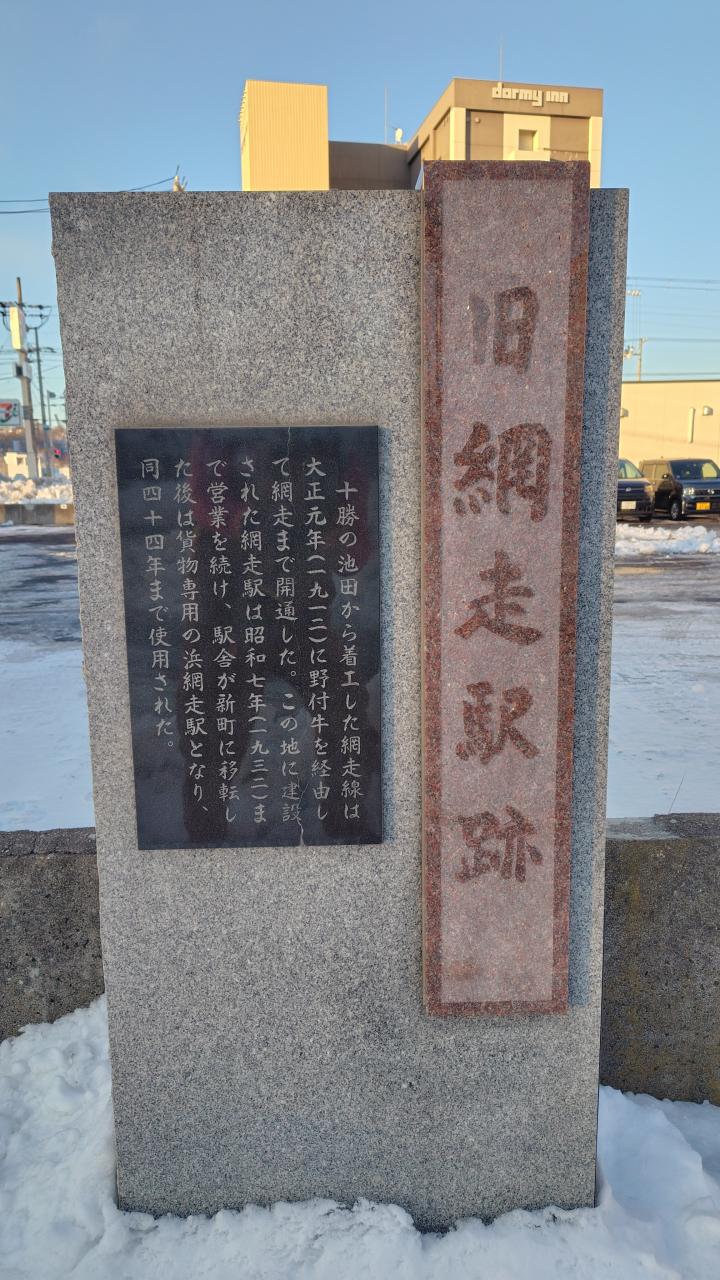 dormy inn
旧網走駅跡
十勝の池田から着工した網走線は
大正元年(一九一二)に野付牛を経由し
て網走まで開通した。この地に建設
された網走駅は昭和七年(一九三二)ま
で営業を続け、駅舎が新町に移転し
た後は貨物専用の浜網走駅となり、
同四十四年まで使用された。